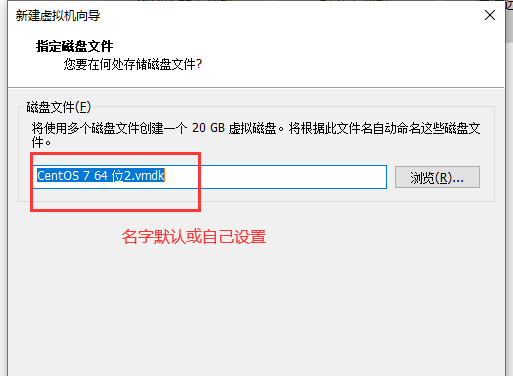 新建虚拟机向导
指定磁盘文件
您要在何处存储磁盘文件?
磁盘文件(F)
将使用多个磁盘文件创建一个 20 GB 虚拟磁盘。将根据此文件名自动命名这些磁盘文
件。
CentOS 7 64 位2.vmdk
浏览(R)...
名字默认或自己设置